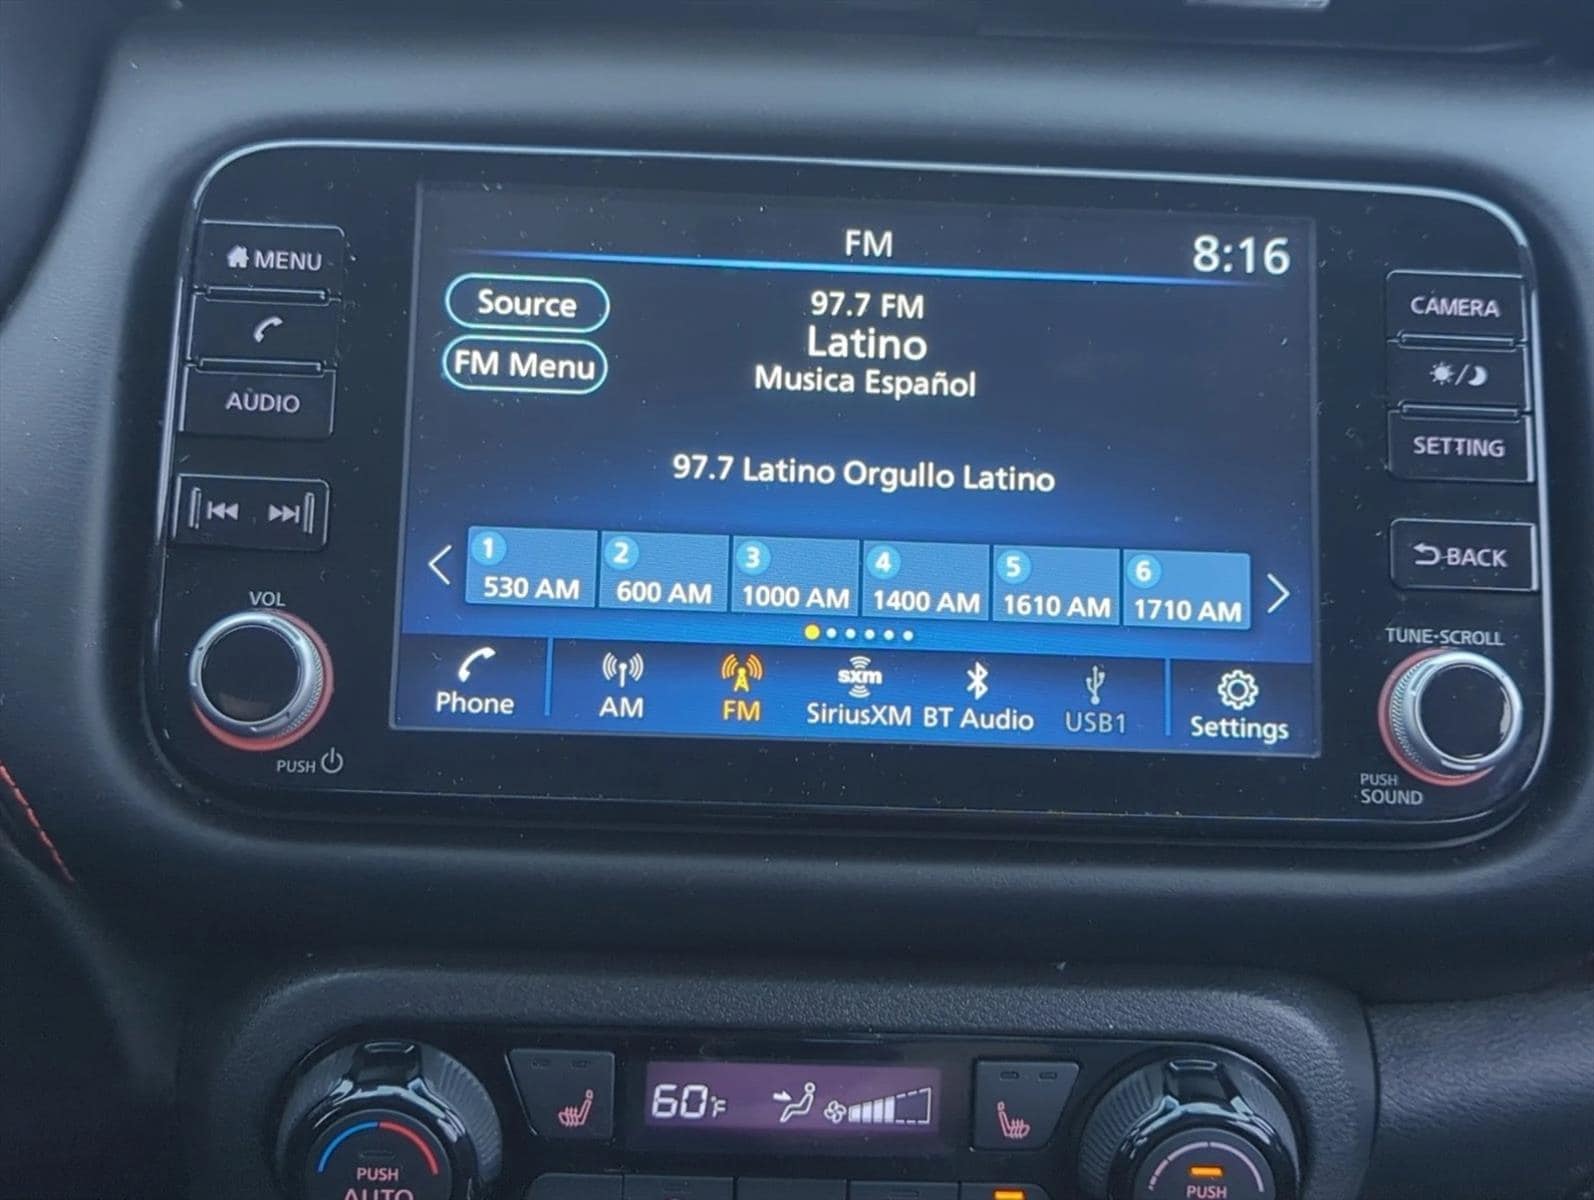 MENU
AUDIO
VOL
PUSH
FM
8:16
Source
FM Menu
97.7 FM
Latino
Musica Español
97.7 Latino Orgullo Latino
1 530 AM
2 600 AM
3 1000 AM
4 1400 AM
5 1610 AM
6 1710 AM
Phone
AM
FM
sxm
SiriusXM
BT Audio
USB1
Settings
CAMERA
SETTING
BACK
TUNE·SCROLL
PUSH
SOUND
60°F
PUSH
AUTO
PUSH